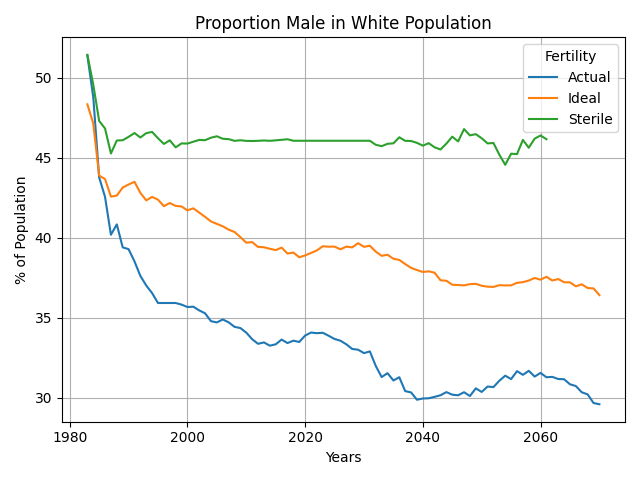 Proportion Male in White Population
Fertility
Actual
Ideal
Sterile
% of Population
50
45
40
35
30
1980
2000
2020
2040
2060
Years